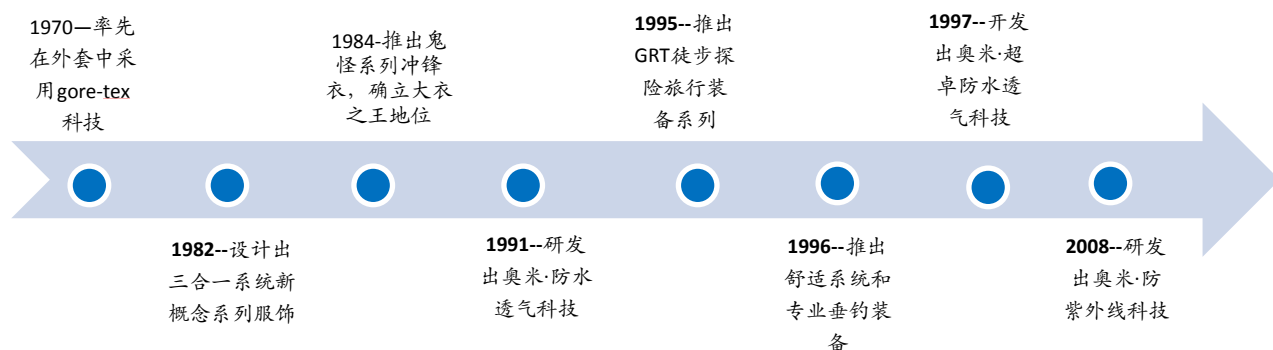 1970—率先
在外套中采
用gore-tex
科技
1982--设计出
三合一系统新
概念系列服饰
1984-推出鬼
怪系列冲锋
衣，确立大衣
之王地位
1991--研发
出奥米·防水
透气科技
1995--推出
GRT徒步探
险旅行装
备系列
1996--推出
舒适系统和
专业垂钓装
备
1997--开发
出奥米·超
卓防水透
气科技
2008--研发
出奥米·防
紫外线科技